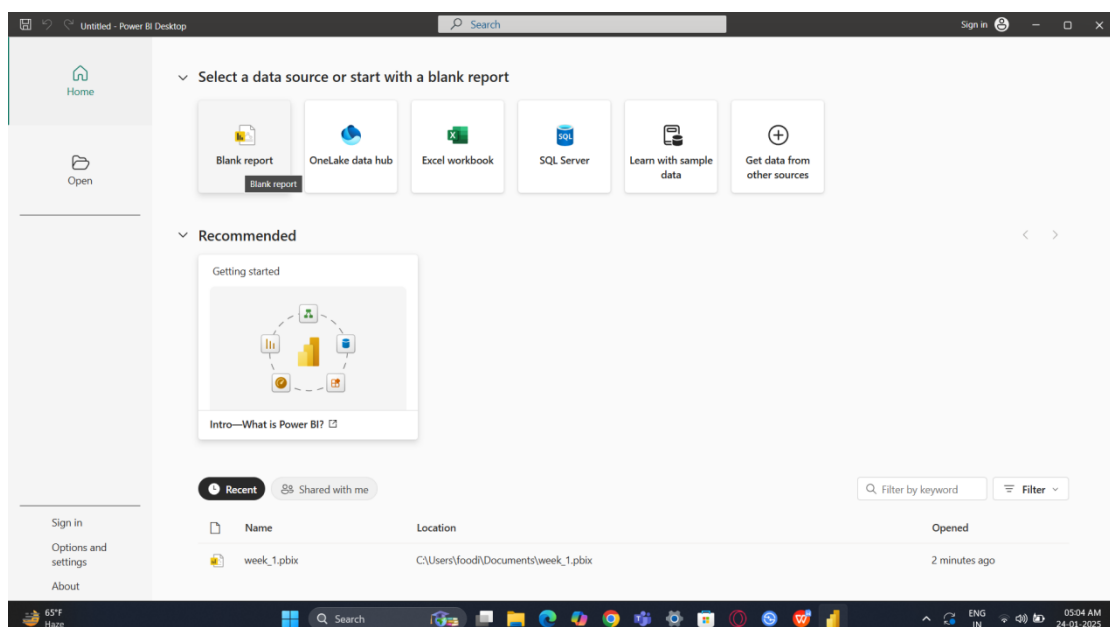 Untitled - Power BI Desktop
Search
Sign in
Home
Open
Select a data source or start with a blank report
Blank report
OneLake data hub
Excel workbook
SQL
SQL Server
Learn with sample
data
Get data from
other sources
Blank report
Recommended
Getting started
Intro—What is Power BI?
Recent
Shared with me
Filter by keyword
Filter
Name
Location
Opened
week_1.pbix
C:\Users\foodi\Documents\week_1.pbix
2 minutes ago
Sign in
Options and
settings
About
65°F
Haze
Search
ENG
IN
05:04 AM
24-01-2025